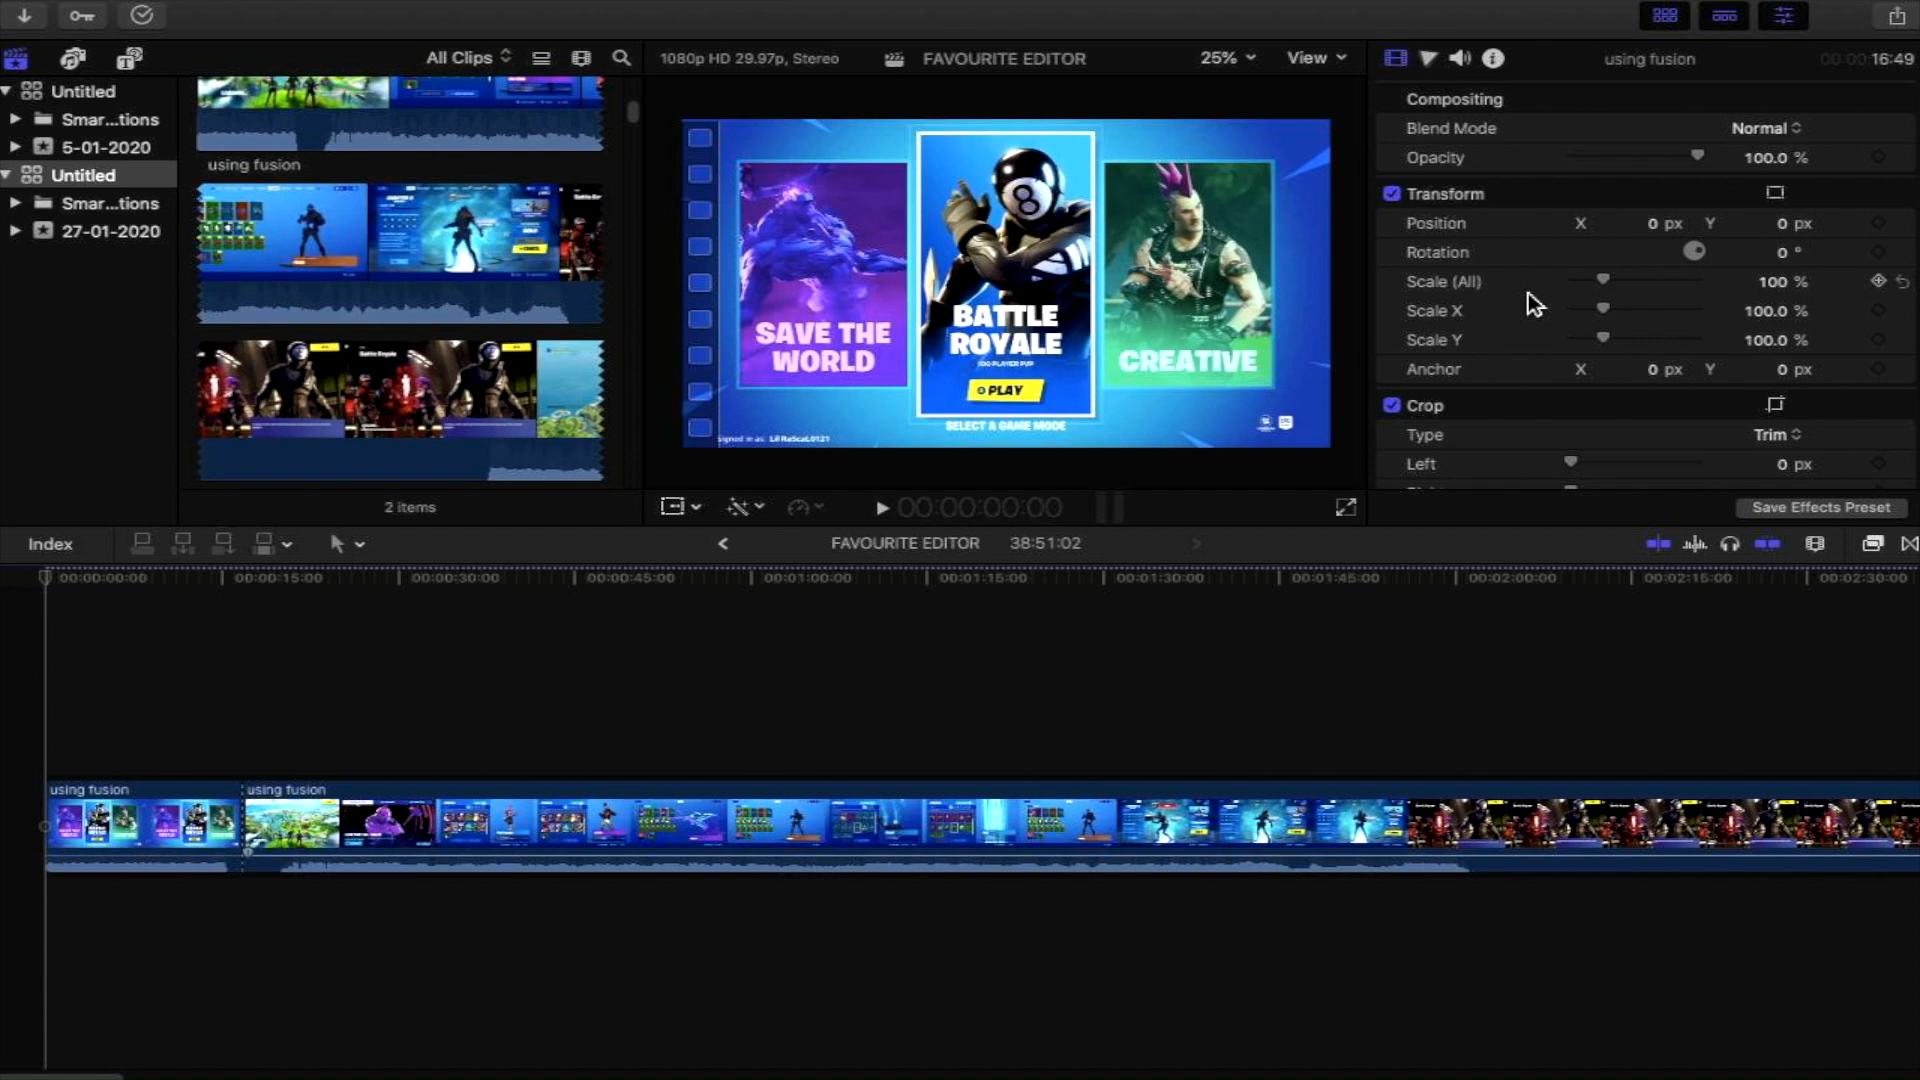 All Clips
1080p HD 29.97p, Stereo
FAVOURITE EDITOR
25%
View
using fusion
00:00:16:49
Untitled
Smar...tions
5-01-2020
Untitled
Smar...tions
27-01-2020
using fusion
2 items
SAVE THE
WORLD
BATTLE
ROYALE
100 PLAYER PVP
PLAY
CREATIVE
SELECT A GAME MODE
signed in as: Lil RaScaL0121
Compositing
Blend Mode Normal
Opacity 100.0 %
Transform
Position X 0 px Y 0 px
Rotation 0 °
Scale (All) 100 %
Scale X 100.0 %
Scale Y 100.0 %
Anchor X 0 px Y 0 px
Crop
Type Trim
Left 0 px
Save Effects Preset
00:00:00:00
Index
FAVOURITE EDITOR 38:51:02
00:00:00:00 00:00:15:00 00:00:30:00 00:00:45:00 00:01:00:00 00:01:15:00 00:01:30:00 00:01:45:00 00:02:00:00 00:02:15:00 00:02:30:00
using fusion using fusion